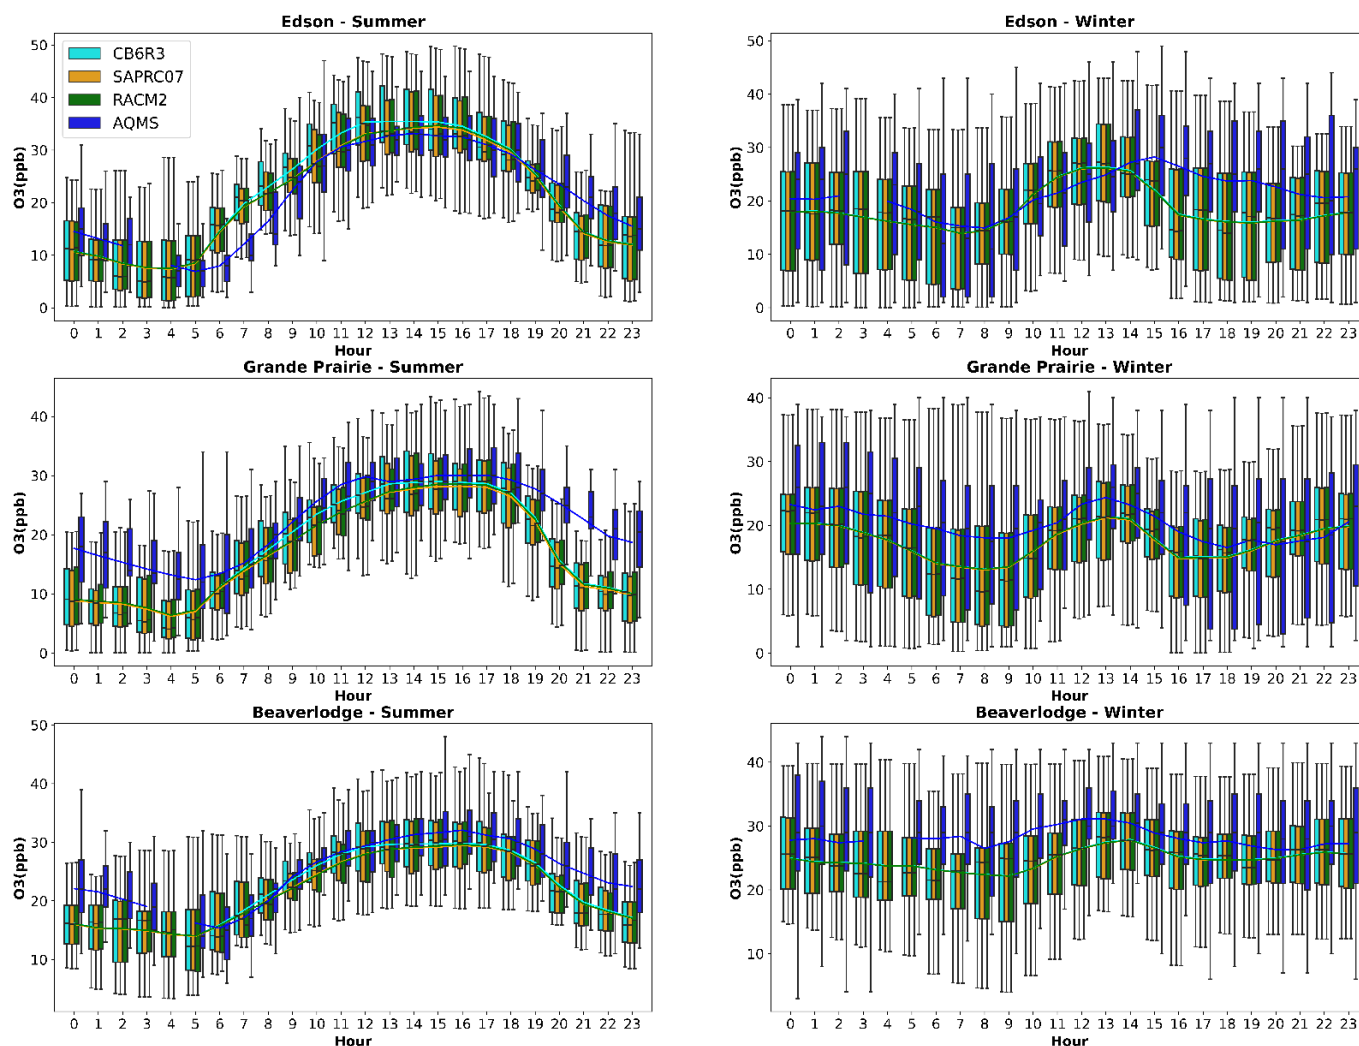 Edson - Summer
50
40
30
20
10
0
O3(ppb)
CB6R3
SAPRC07
RACM2
AQMS
0 1 2 3 4 5 6 7 8 9 10 11 12 13 14 15 16 17 18 19 20 21 22 23
Hour
Edson - Winter
50
40
30
20
10
0
O3(ppb)
0 1 2 3 4 5 6 7 8 9 10 11 12 13 14 15 16 17 18 19 20 21 22 23
Hour
Grande Prairie - Summer
40
30
20
10
0
O3(ppb)
0 1 2 3 4 5 6 7 8 9 10 11 12 13 14 15 16 17 18 19 20 21 22 23
Hour
Grande Prairie - Winter
40
30
20
10
0
O3(ppb)
0 1 2 3 4 5 6 7 8 9 10 11 12 13 14 15 16 17 18 19 20 21 22 23
Hour
Beaverlodge - Summer
50
40
30
20
10
O3(ppb)
0 1 2 3 4 5 6 7 8 9 10 11 12 13 14 15 16 17 18 19 20 21 22 23
Hour
Beaverlodge - Winter
40
30
20
10
O3(ppb)
0 1 2 3 4 5 6 7 8 9 10 11 12 13 14 15 16 17 18 19 20 21 22 23
Hour